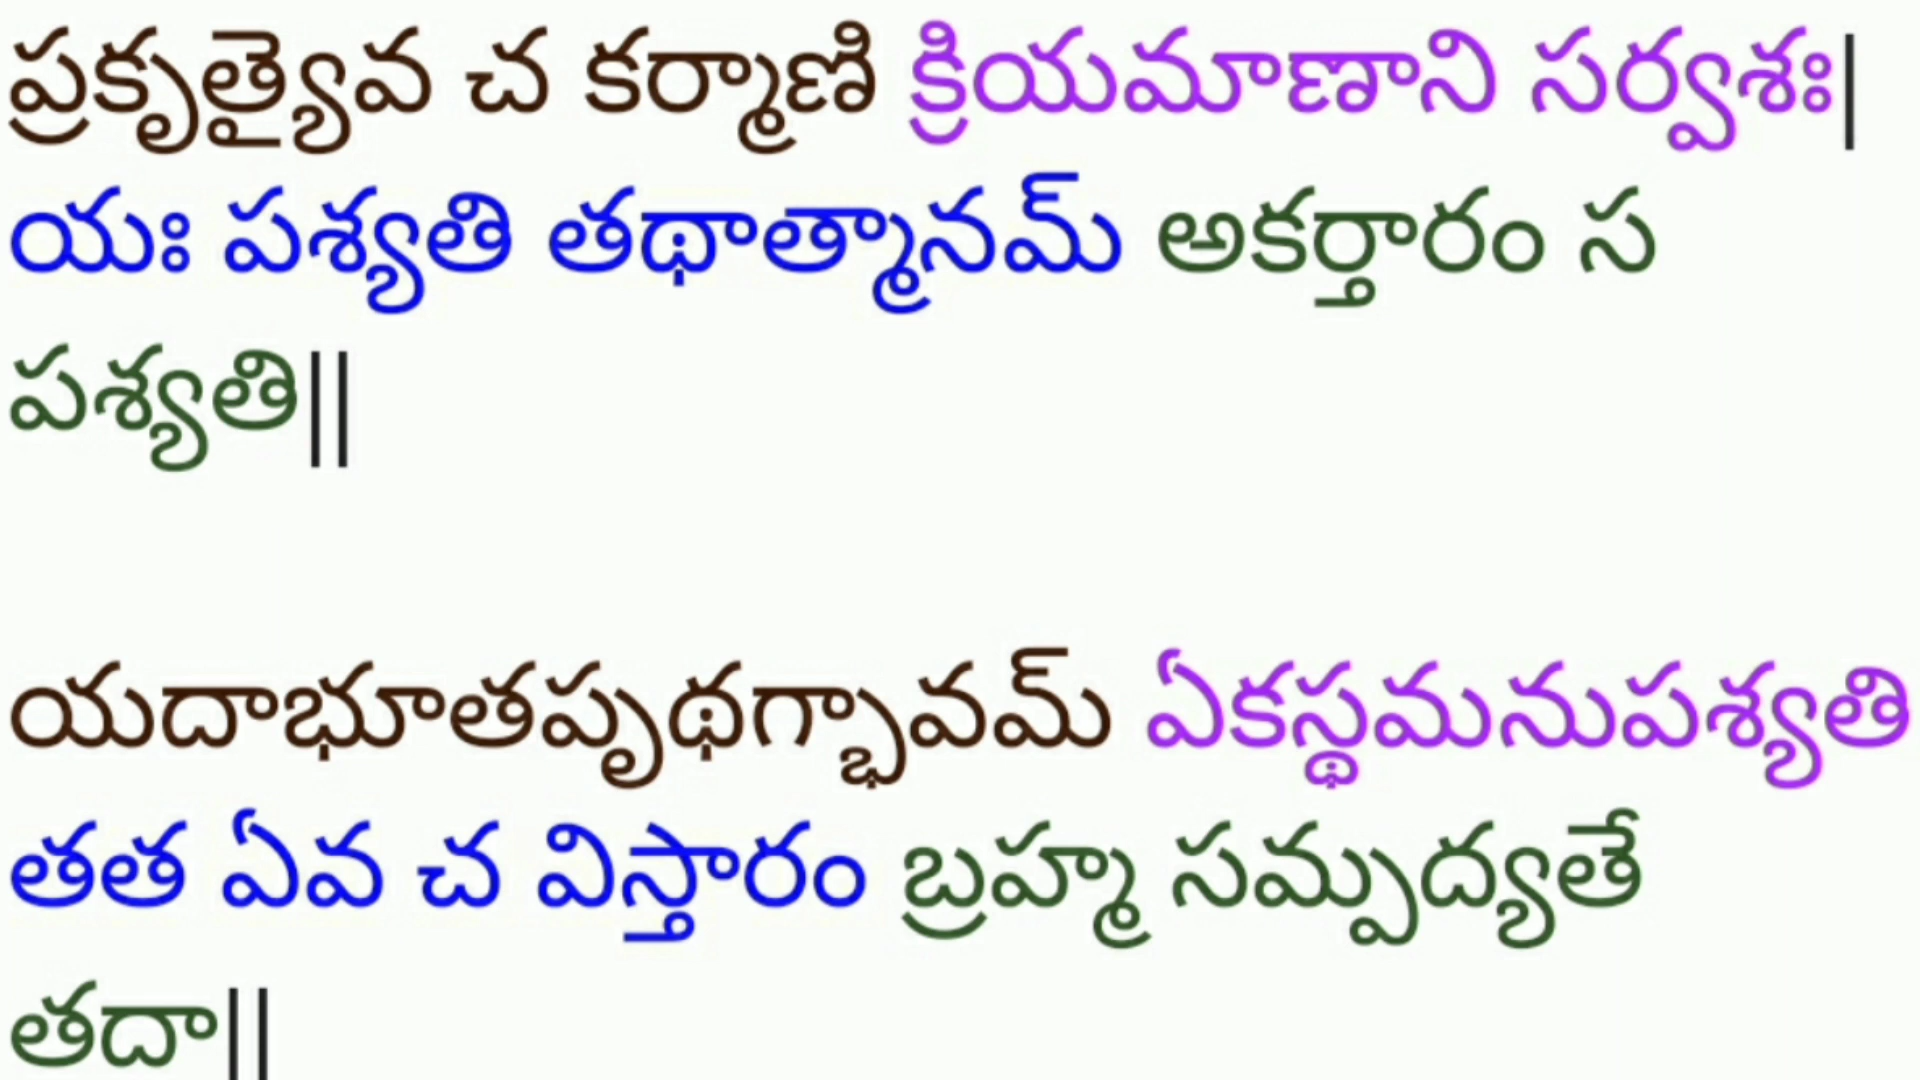 ప్రకృత్యైవ చ కర్మాణి క్రియమాణాని సర్వశః|
యః పశ్యతి తథాత్మానమ్ అకర్తారం స
పశ్యతి||
యదాభూతపృథగ్భావమ్ ఏకస్థమనుపశ్యతి
తత ఏవ చ విస్తారం బ్రహ్మ సమ్పద్యతే
తదా||